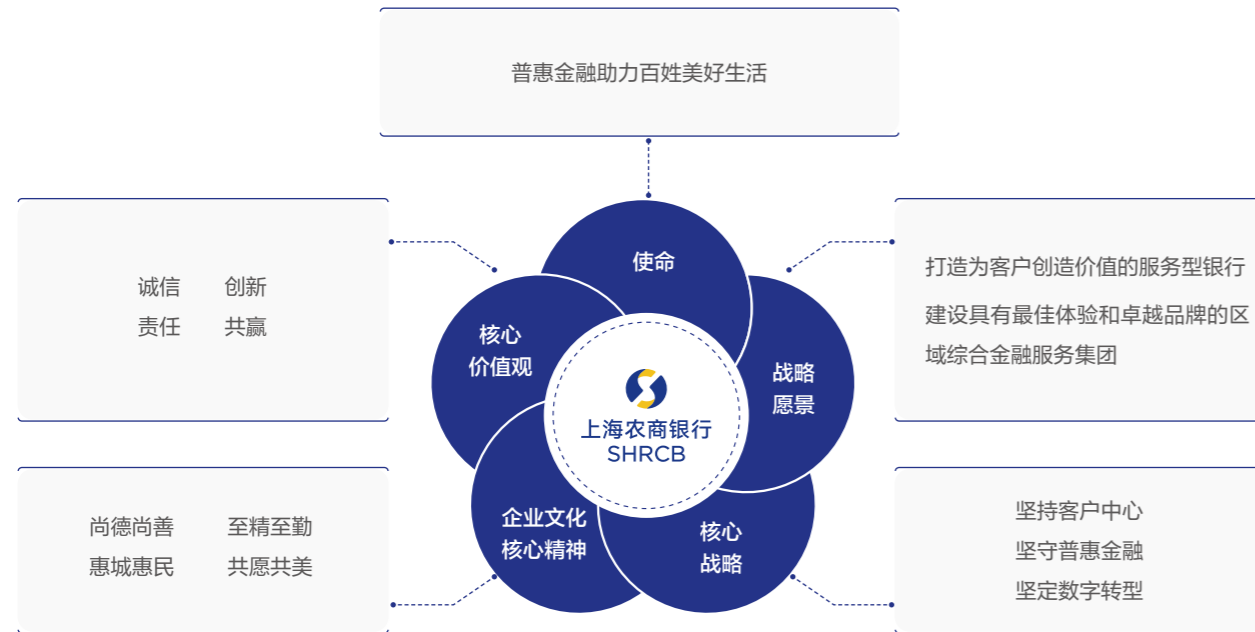 普惠金融助力百姓美好生活
使命
诚信 创新
责任 共赢
核心
价值观
打造为客户创造价值的服务型银行
建设具有最佳体验和卓越品牌的区
域综合金融服务集团
战略
愿景
上海农商银行
SHRCB
尚德尚善 至精至勤
惠城惠民 共愿共美
企业文化
核心精神
核心
战略
坚持客户中心
坚守普惠金融
坚定数字转型